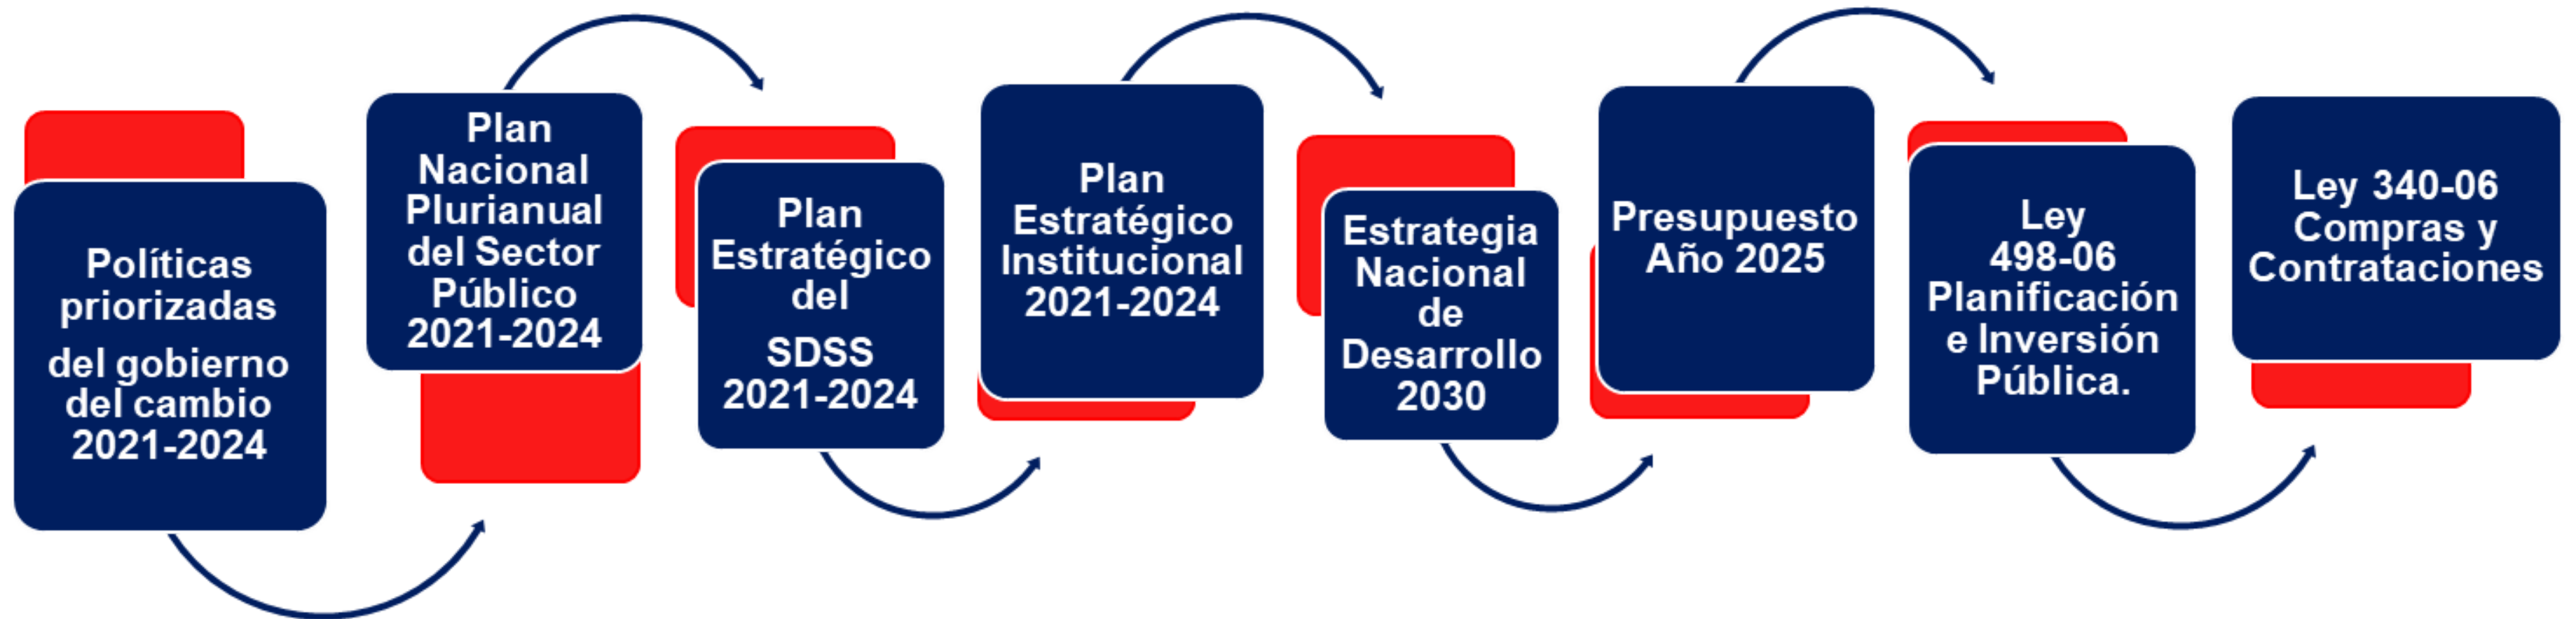 Políticas
priorizadas
del gobierno
del cambio
2021-2024
Plan
Nacional
Plurianual
del Sector
Público
2021-2024
Plan
Estratégico
del
SDSS
2021-2024
Plan
Estratégico
Institucional
2021-2024
Estrategia
Nacional
de
Desarrollo
2030
Presupuesto
Año 2025
Ley
498-06
Planificación
e Inversión
Pública.
Ley 340-06
Compras y
Contrataciones